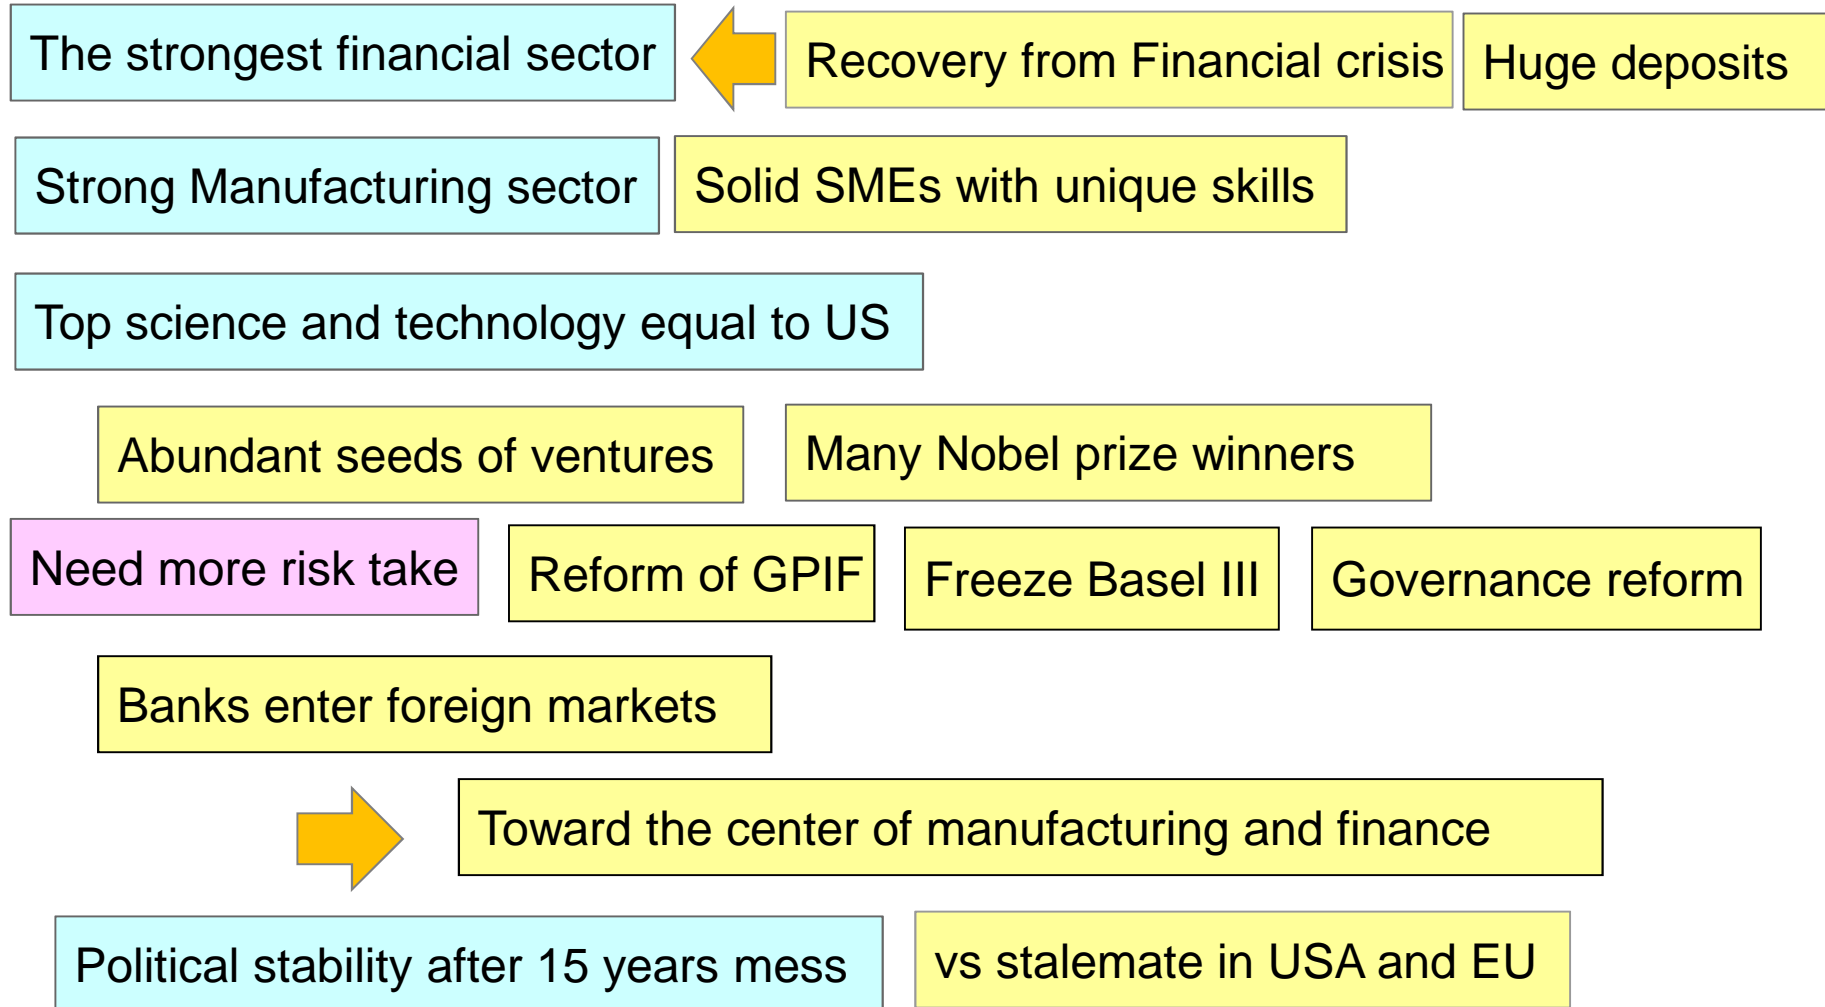 The strongest financial sector
Recovery from Financial crisis
Huge deposits
Strong Manufacturing sector
Solid SMEs with unique skills
Top science and technology equal to US
Abundant seeds of ventures
Many Nobel prize winners
Need more risk take
Reform of GPIF
Freeze Basel III
Governance reform
Banks enter foreign markets
Toward the center of manufacturing and finance
Political stability after 15 years mess
vs stalemate in USA and EU